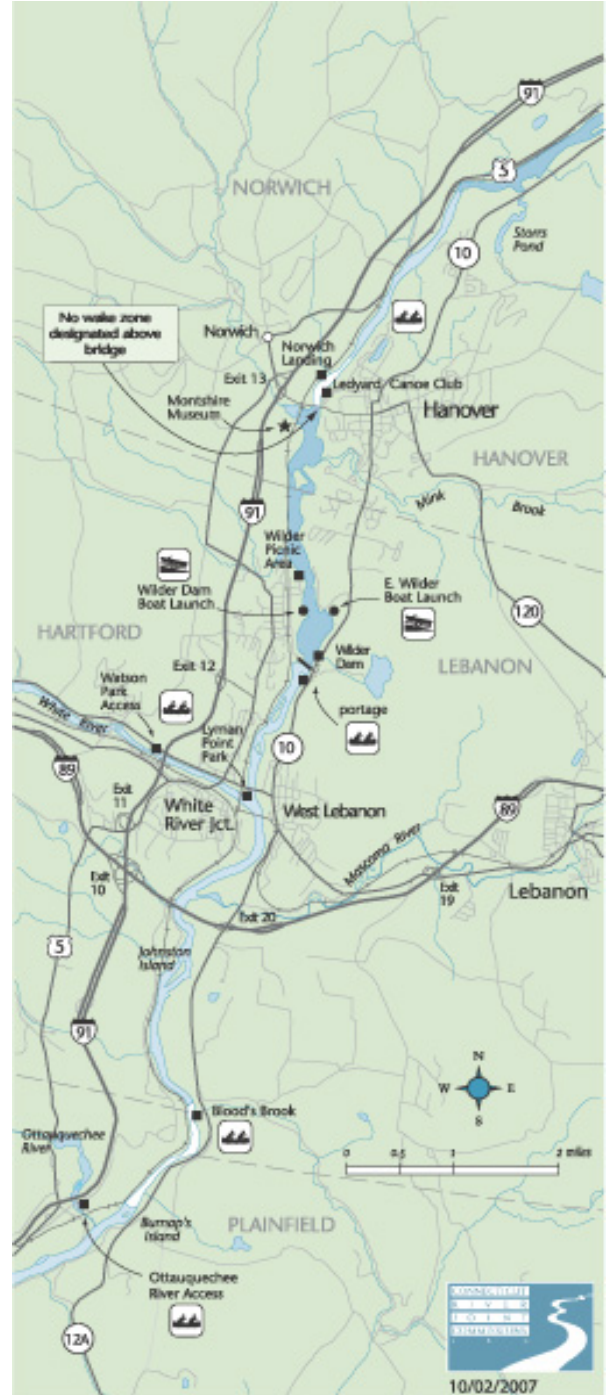 91
5
NORWICH
Storrs
Pond
10
No wake zone
designated above
bridge
Norwich
Norwich
Landing
Exit 13
Ledyard Canoe Club
Montshire
Museum
Hanover
HANOVER
Mink
Brook
91
Wilder
Picnic
Area
Wilder Dam
Boat Launch
E. Wilder
Boat Launch
120
HARTFORD
Wilder
Dam
LEBANON
Exit 12
Watson
Park
Access
portage
White River
Lyman
Point
Park
10
89
Exit
11
White
River Jct.
West Lebanon
89
Mascoma River
Exit
10
Exit
19
Lebanon
Exit 20
5
Johnston
Island
91
N
W
E
S
Blood's Brook
Ottauquechee
River
0
0.5
1
2 miles
Burnap's
Island
PLAINFIELD
Ottauquechee
River Access
12A
CONNECTICUT
RIVER
JOINT
COMMISSIONS
10/02/2007